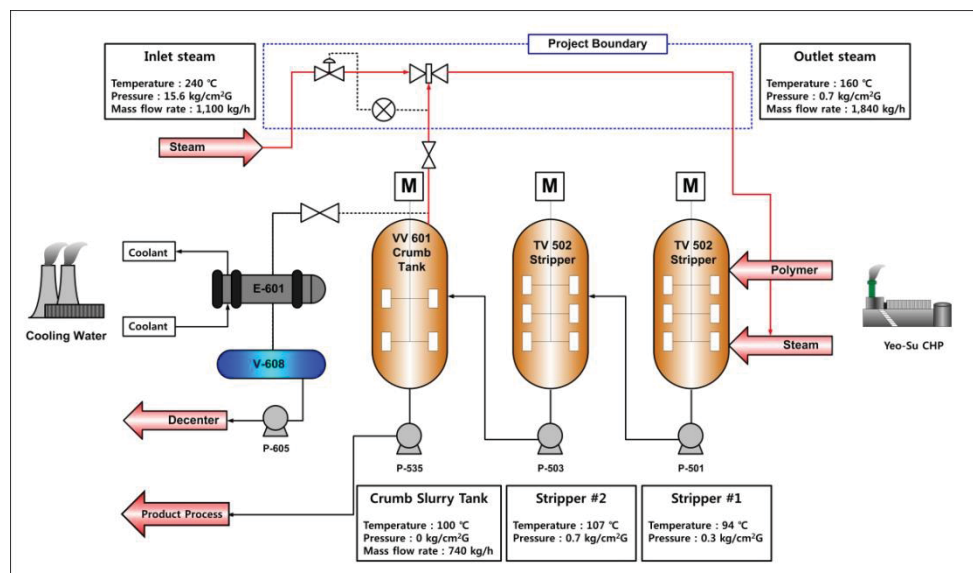 Project Boundary
Inlet steam
Temperature : 240 ℃
Pressure : 15.6 kg/cm²G
Mass flow rate : 1,100 kg/h
Outlet steam
Temperature : 160 ℃
Pressure : 0.7 kg/cm²G
Mass flow rate : 1,840 kg/h
Steam
M
M
M
VV 601
Crumb
Tank
TV 502
Stripper
TV 502
Stripper
Coolant
E-601
Coolant
Cooling Water
Polymer
Steam
Yeo-Su CHP
V-608
Decenter
P-605
P-535
P-503
P-501
Product Process
Crumb Slurry Tank
Temperature : 100 ℃
Pressure : 0 kg/cm²G
Mass flow rate : 740 kg/h
Stripper #2
Temperature : 107 ℃
Pressure : 0.7 kg/cm²G
Stripper #1
Temperature : 94 ℃
Pressure : 0.3 kg/cm²G